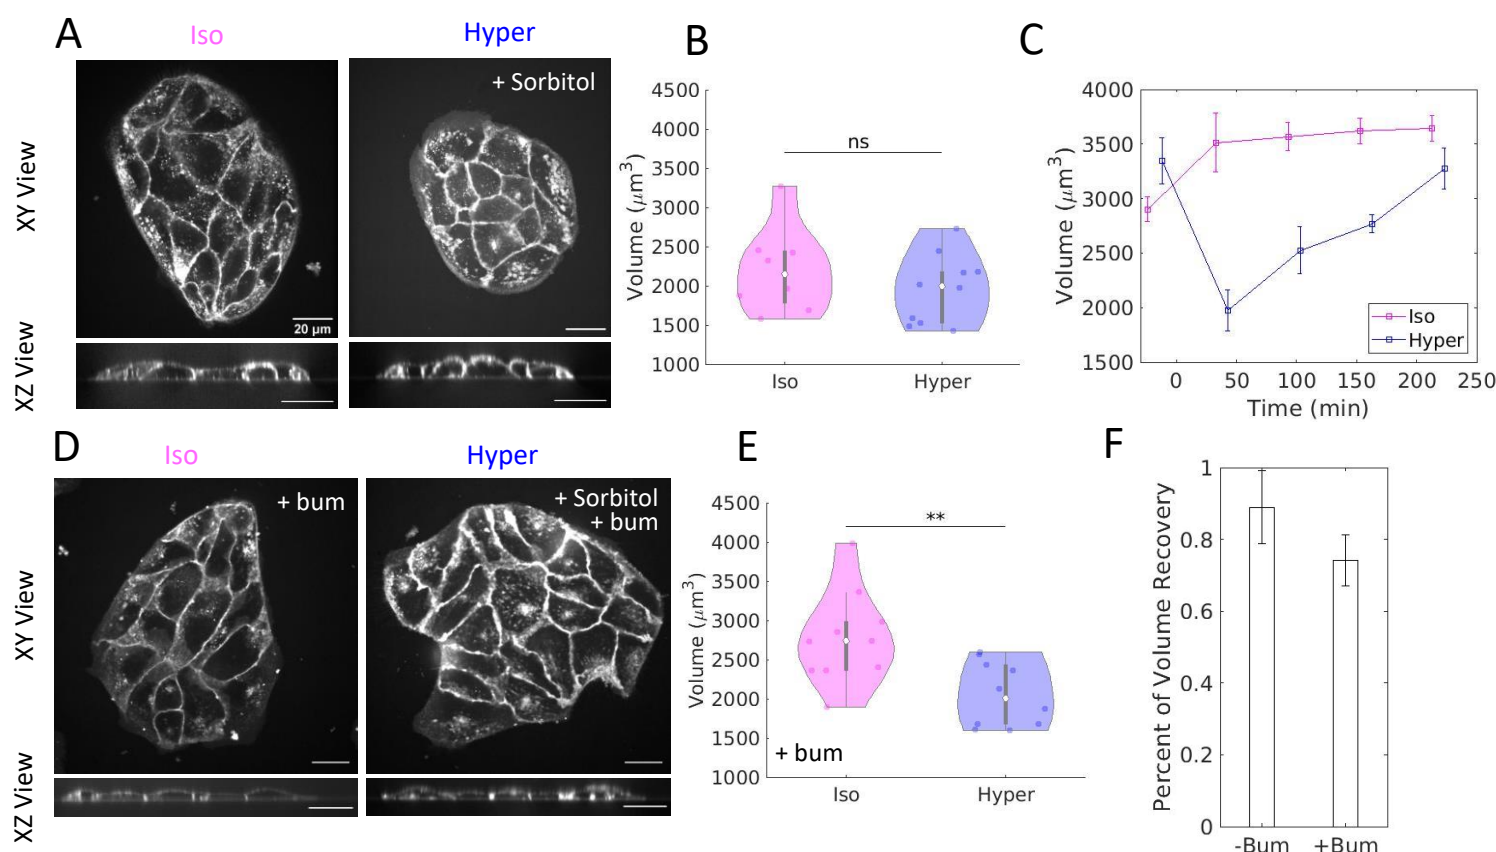 A
Iso
Hyper
+ Sorbitol
XY View
20 µm
XZ View
B
4500
4000
3500
3000
2500
2000
1500
1000
Volume (μm³)
ns
Iso
Hyper
C
4000
3500
3000
2500
2000
1500
Volume (μm³)
Iso
Hyper
0
50
100
150
200
250
Time (min)
D
Iso
Hyper
+ bum
+ Sorbitol
+ bum
XY View
XZ View
E
4500
4000
3500
3000
2500
2000
1500
1000
Volume (μm³)
**
+ bum
Iso
Hyper
F
1
0.8
0.6
0.4
0.2
0
Percent of Volume Recovery
-Bum
+Bum